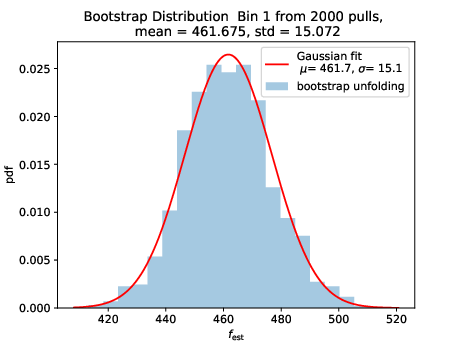 Bootstrap Distribution  Bin 1 from 2000 pulls,
mean = 461.675, std = 15.072
Gaussian fit
μ= 461.7, σ= 15.1
bootstrap unfolding
pdf
0.025
0.020
0.015
0.010
0.005
0.000
420 440 460 480 500 520
f_est